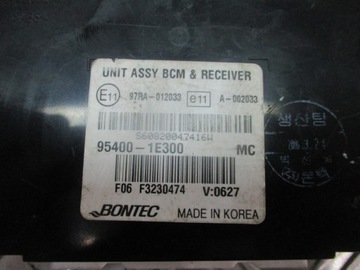 UNIT ASSY BCM & RECEIVER
E11 97RA-012033 e11 A-002033
S60820047416W
95400-1E300 MC
F06 F3230474 V:0627
BONTEC MADE IN KOREA
생산팀